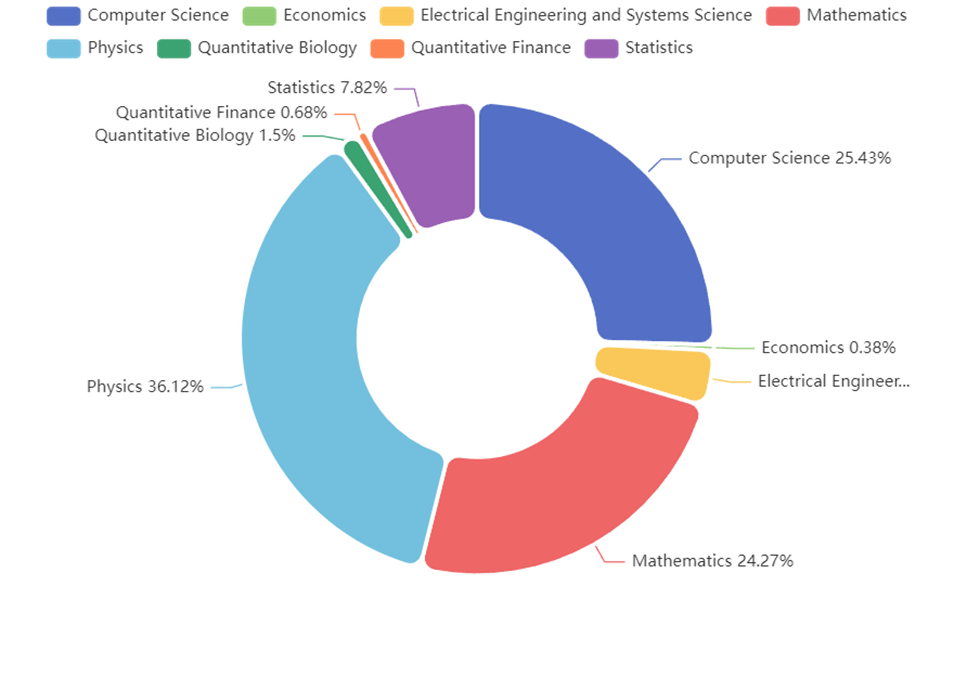 Computer Science Economics Electrical Engineering and Systems Science Mathematics
Physics Quantitative Biology Quantitative Finance Statistics
Statistics 7.82%
Quantitative Finance 0.68%
Quantitative Biology 1.5%
Computer Science 25.43%
Economics 0.38%
Electrical Engineer...
Physics 36.12%
Mathematics 24.27%